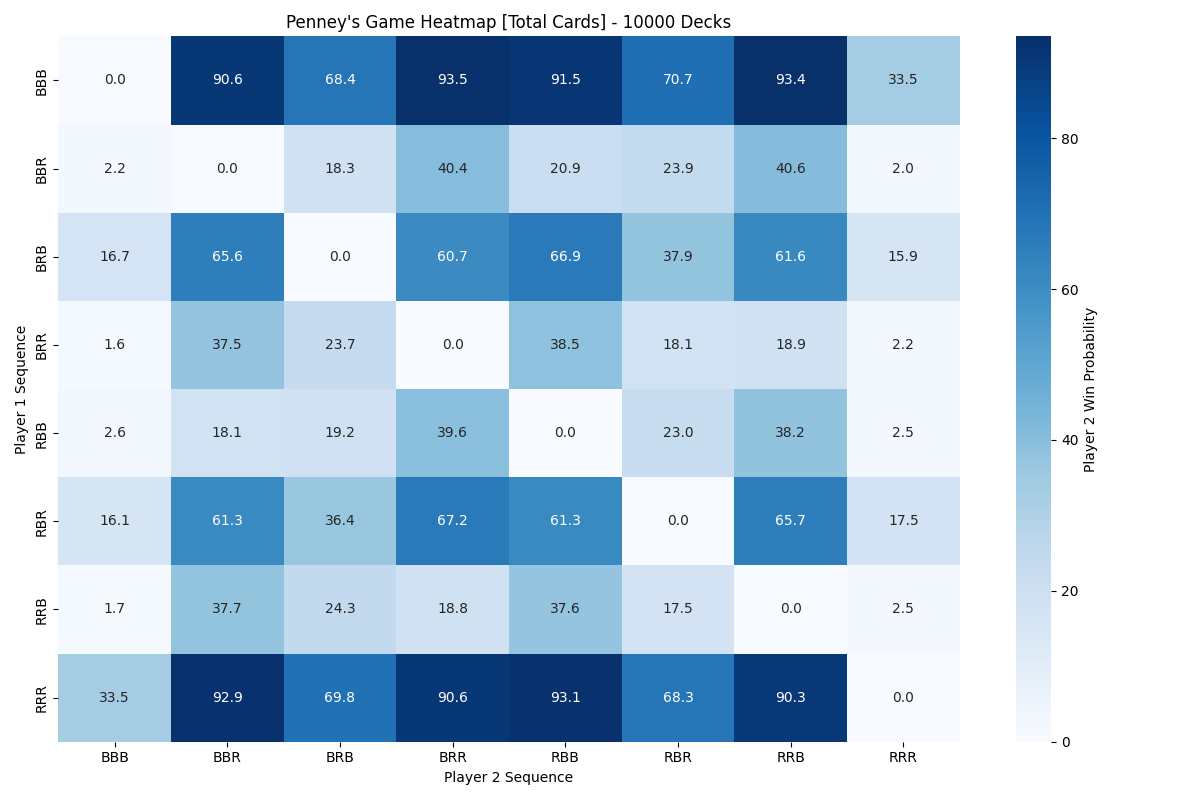 Penney's Game Heatmap [Total Cards] - 10000 Decks
Player 1 Sequence
BBB 0.0 90.6 68.4 93.5 91.5 70.7 93.4 33.5
BBR 2.2 0.0 18.3 40.4 20.9 23.9 40.6 2.0
BRB 16.7 65.6 0.0 60.7 66.9 37.9 61.6 15.9
BRR 1.6 37.5 23.7 0.0 38.5 18.1 18.9 2.2
RBB 2.6 18.1 19.2 39.6 0.0 23.0 38.2 2.5
RBR 16.1 61.3 36.4 67.2 61.3 0.0 65.7 17.5
RRB 1.7 37.7 24.3 18.8 37.6 17.5 0.0 2.5
RRR 33.5 92.9 69.8 90.6 93.1 68.3 90.3 0.0
BBB BBR BRB BRR RBB RBR RRB RRR
Player 2 Sequence
80
60
40
20
0
Player 2 Win Probability